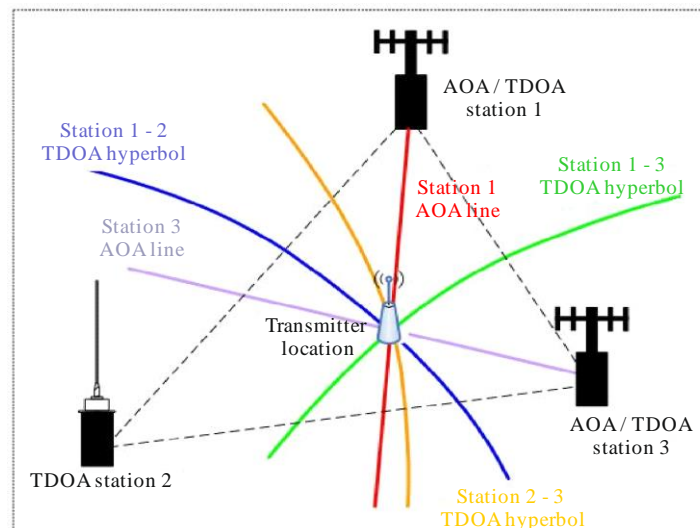 AOA / TDOA
station 1
Station 1 - 2
TDOA hyperbol
Station 1 - 3
TDOA hyperbol
Station 1
AOA line
Station 3
AOA line
Transmitter
location
AOA / TDOA
station 3
TDOA station 2
Station 2 - 3
TDOA hyperbol